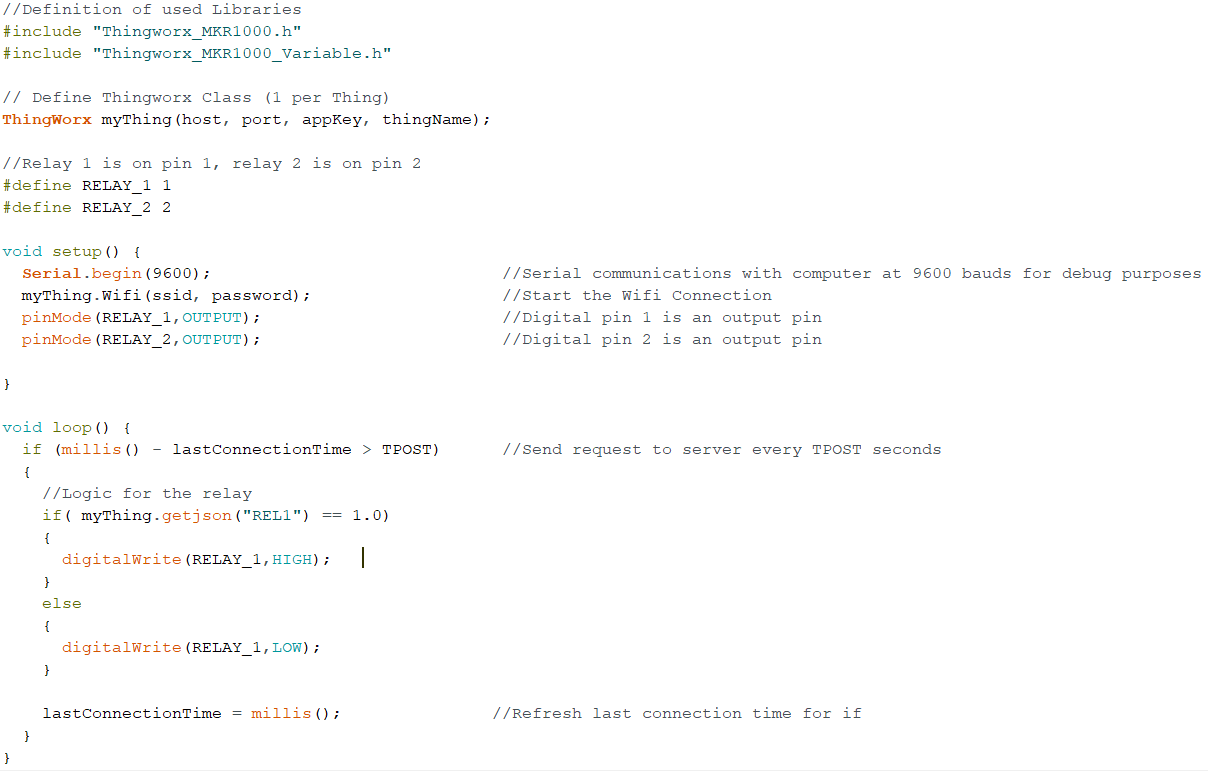 //Definition of used Libraries
#include "Thingworx_MKR1000.h"
#include "Thingworx_MKR1000_Variable.h"

// Define Thingworx Class (1 per Thing)
ThingWorx myThing(host, port, appKey, thingName);

//Relay 1 is on pin 1, relay 2 is on pin 2
#define RELAY_1 1
#define RELAY_2 2

void setup() {
  Serial.begin(9600);                             //Serial communications with computer at 9600 bauds for debug purposes
  myThing.Wifi(ssid, password);                   //Start the Wifi Connection
  pinMode(RELAY_1,OUTPUT);                        //Digital pin 1 is an output pin
  pinMode(RELAY_2,OUTPUT);                        //Digital pin 2 is an output pin

}

void loop() {
  if (millis() - lastConnectionTime > TPOST)      //Send request to server every TPOST seconds
  {
    //Logic for the relay
    if( myThing.getjson("REL1") == 1.0)
    {
      digitalWrite(RELAY_1,HIGH);
    }
    else
    {
      digitalWrite(RELAY_1,LOW);
    }

    lastConnectionTime = millis();               //Refresh last connection time for if
  }
}